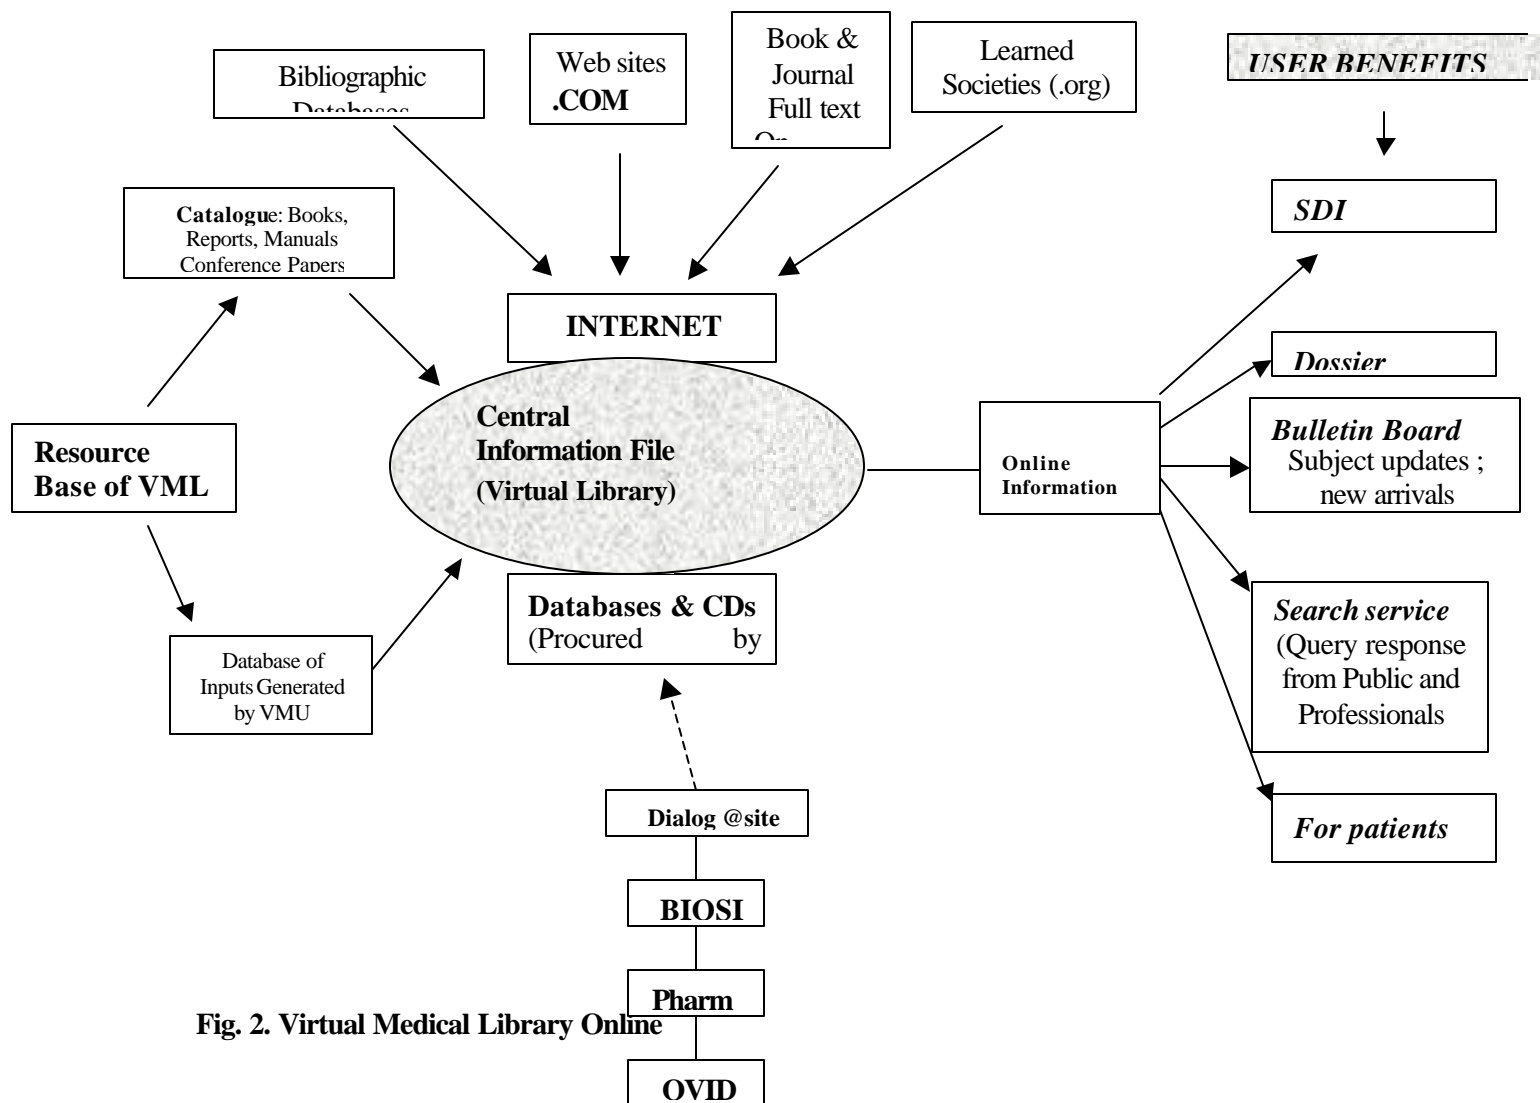 Bibliographic
Databases
Web sites
.COM
Book &
Journal
Full text
On
Learned
Societies (.org)
USER BENEFITS
Catalogue: Books,
Reports, Manuals
Conference Papers
SDI
INTERNET
Dossier
Central
Information File
(Virtual Library)
Resource
Base of VML
Online
Information
Bulletin Board
Subject updates ;
new arrivals
Databases & CDs
(Procured by
Search service
(Query response
from Public and
Professionals
Database of
Inputs Generated
by VMU
Dialog @site
For patients
BIOSI
Pharm
Fig. 2. Virtual Medical Library Online
OVID